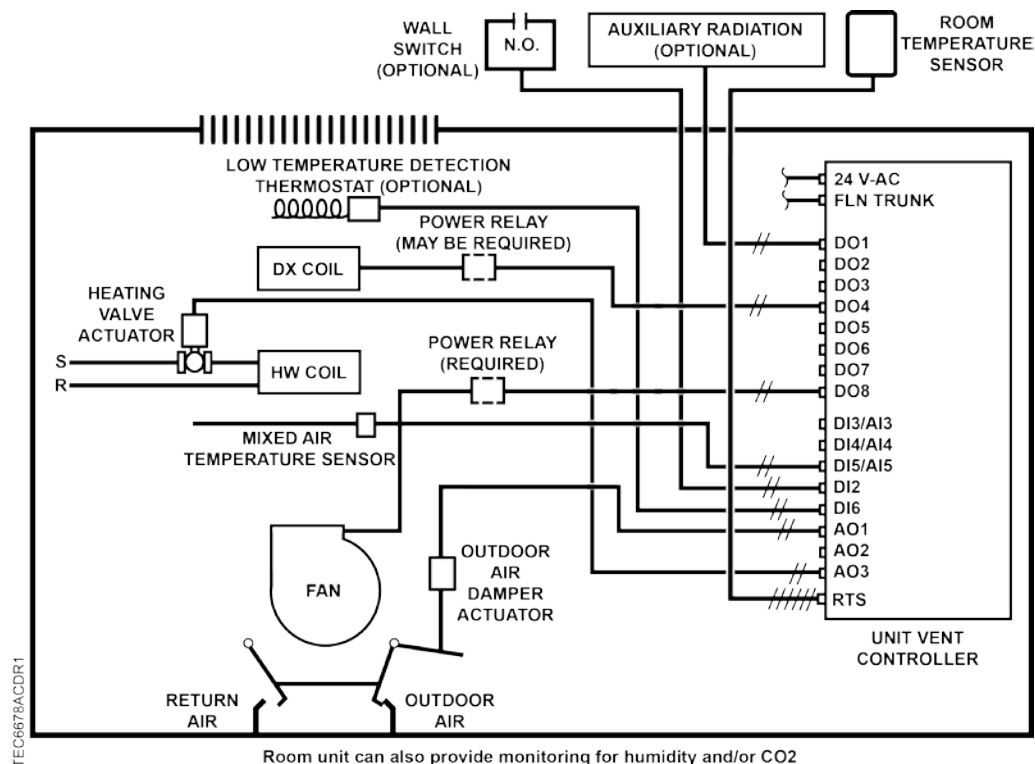 WALL
SWITCH
(OPTIONAL)
N.O.
AUXILIARY RADIATION
(OPTIONAL)
ROOM
TEMPERATURE
SENSOR
LOW TEMPERATURE DETECTION
THERMOSTAT (OPTIONAL)
POWER RELAY
(MAY BE REQUIRED)
DX COIL
HEATING
VALVE
ACTUATOR
S
R
HW COIL
POWER RELAY
(REQUIRED)
MIXED AIR
TEMPERATURE SENSOR
FAN
OUTDOOR
AIR
DAMPER
ACTUATOR
RETURN
AIR
OUTDOOR
AIR
24 V-AC
FLN TRUNK
DO1
DO2
DO3
DO4
DO5
DO6
DO7
DO8
DI3/AI3
DI4/AI4
DI5/AI5
DI2
DI6
AO1
AO2
AO3
RTS
UNIT VENT
CONTROLLER
TEC6678ACDR1
Room unit can also provide monitoring for humidity and/or CO2